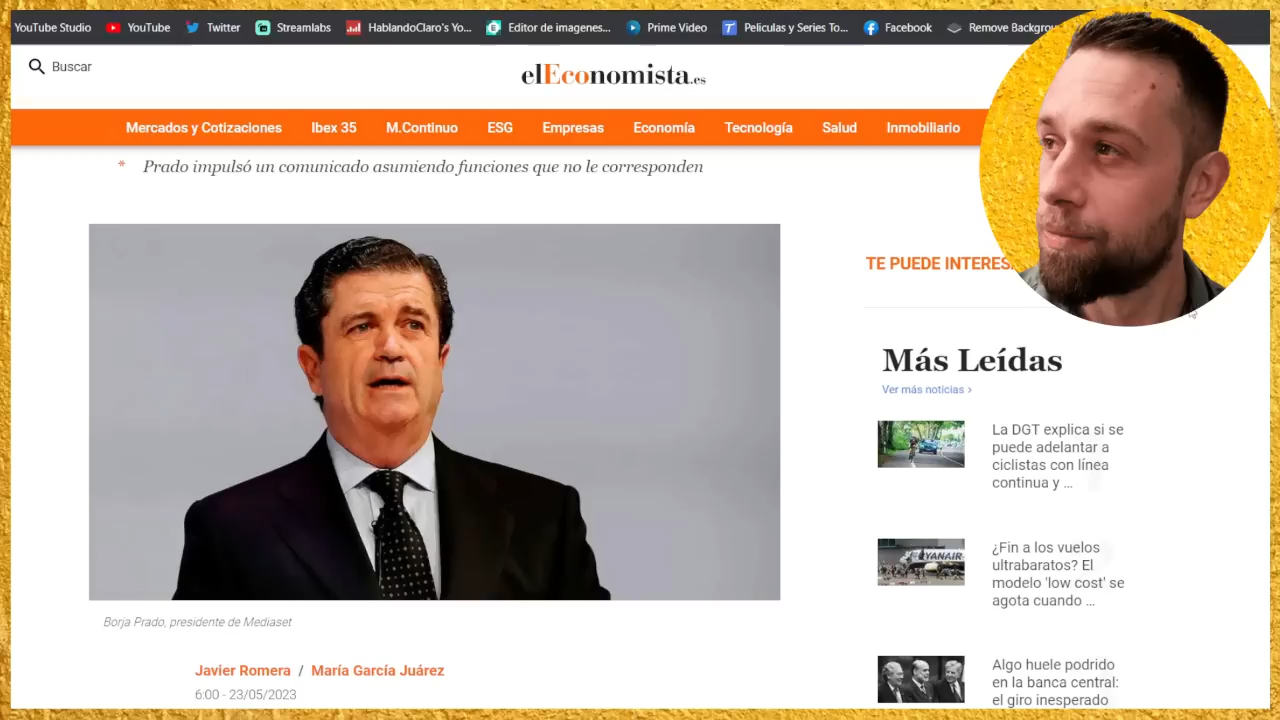 YouTube Studio YouTube Twitter Streamlabs HablandoClaro's Yo... Editor de imagenes... Prime Video Peliculas y Series To... Facebook Remove
Buscar
elEconomista.es
Mercados y Cotizaciones Ibex 35 M.Continuo ESG Empresas Economía Tecnología Salud Inmobiliario
* Prado impulsó un comunicado asumiendo funciones que no le corresponden
TE PUEDE
Más Leídas
Ver más noticias >
La DGT explica si se
puede adelantar a
ciclistas con línea
continua y ...
RYANAIR
¿Fin a los vuelos
ultrabaratos? El
modelo 'low cost' se
agota cuando ...
Algo huele podrido
en la banca central:
el giro inesperado
Borja Prado, presidente de Mediaset
Javier Romera / María García Juárez
6:00 - 23/05/2023